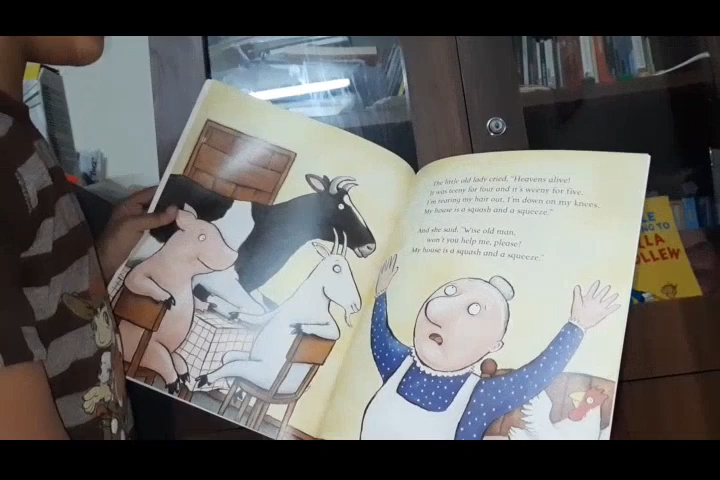 The little old lady cried, "Heavens alive!
It was teeny for four and it's weeny for five.
I'm tearing my hair out, I'm down on my knees.
My house is a squash and a squeeze."
And she said, "Wise old man,
won't you help me, please!
My house is a squash and a squeeze."